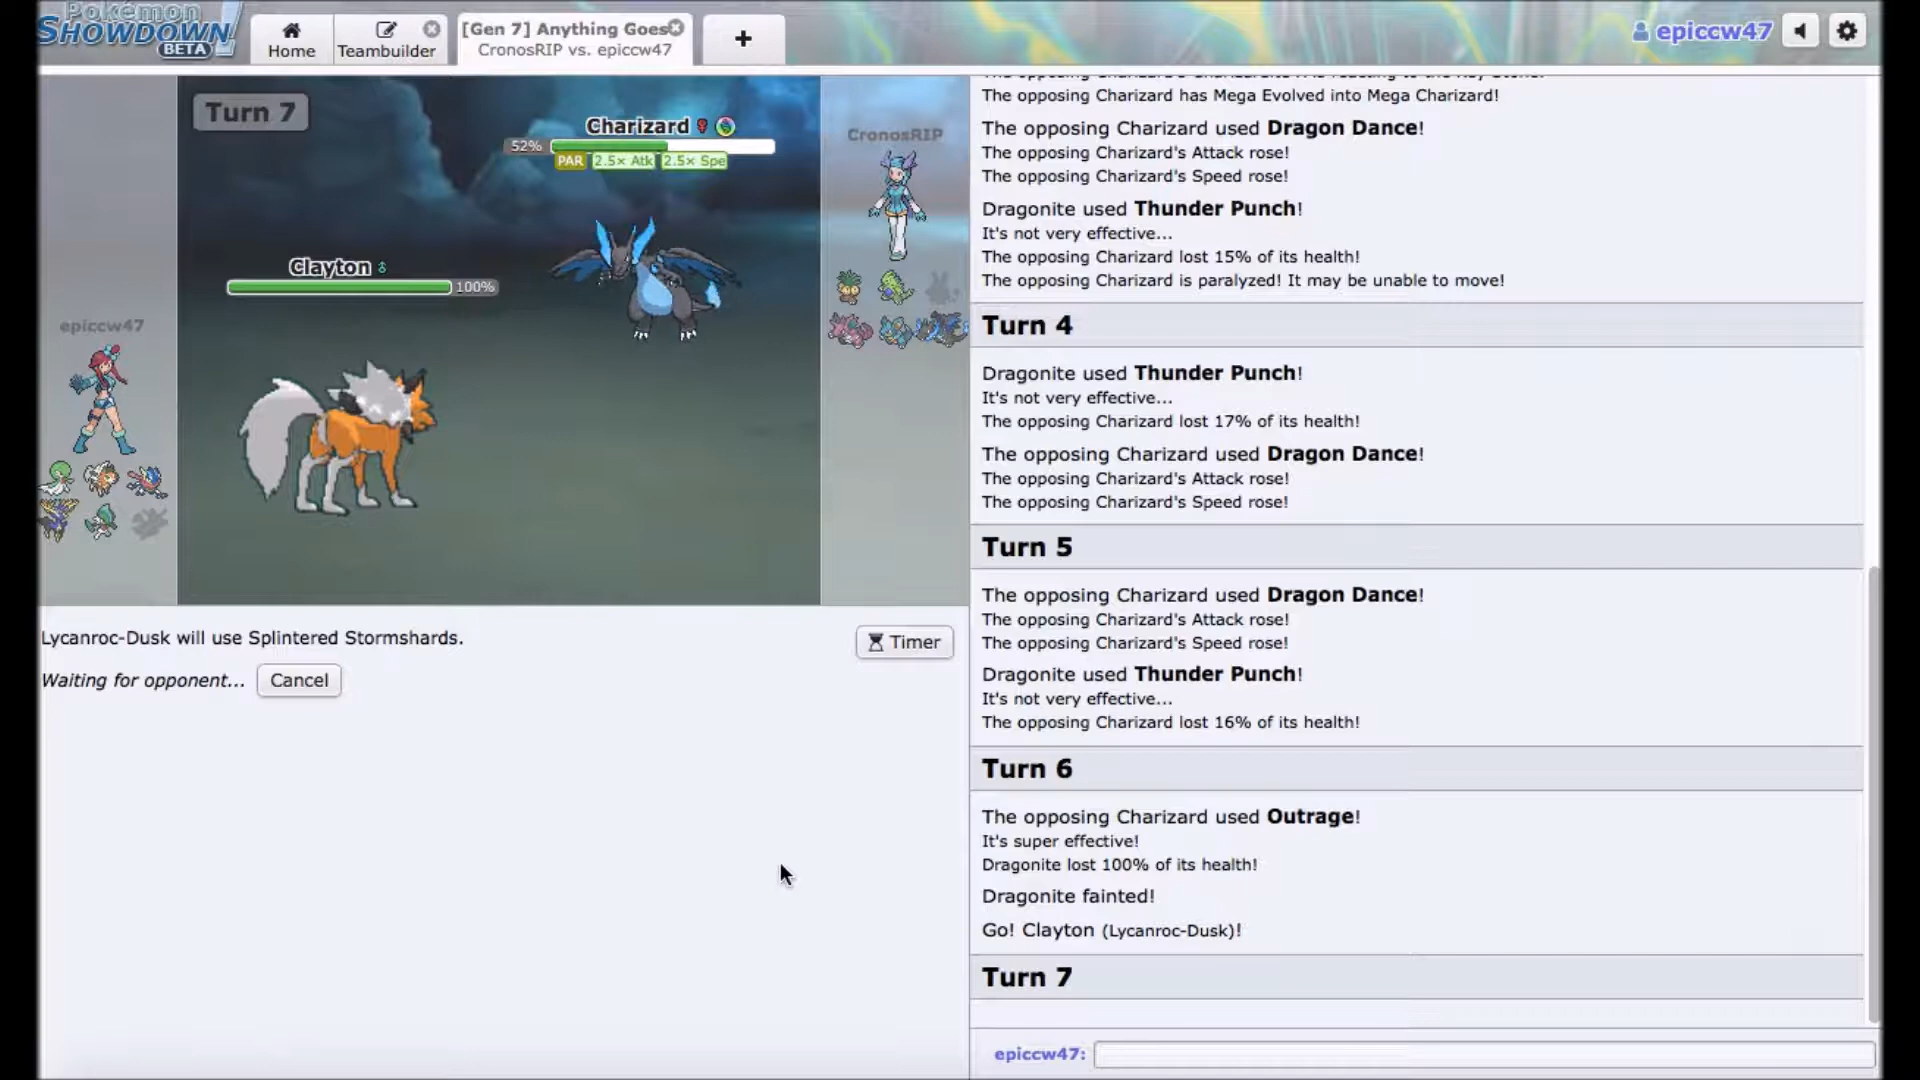 Pokémon
SHOWDOWN!
BETA
Home
Teambuilder
[Gen 7] Anything Goes
CronosRIP vs. epiccw47
+
epiccw47
Turn 7
Charizard
52%
PAR 2.5× Atk 2.5× Spe
Clayton
100%
epiccw47
CronosRIP
Lycanroc-Dusk will use Splintered Stormshards.
Timer
Waiting for opponent... Cancel
The opposing Charizard has Mega Evolved into Mega Charizard!
The opposing Charizard used Dragon Dance!
The opposing Charizard's Attack rose!
The opposing Charizard's Speed rose!
Dragonite used Thunder Punch!
It's not very effective...
The opposing Charizard lost 15% of its health!
The opposing Charizard is paralyzed! It may be unable to move!
Turn 4
Dragonite used Thunder Punch!
It's not very effective...
The opposing Charizard lost 17% of its health!
The opposing Charizard used Dragon Dance!
The opposing Charizard's Attack rose!
The opposing Charizard's Speed rose!
Turn 5
The opposing Charizard used Dragon Dance!
The opposing Charizard's Attack rose!
The opposing Charizard's Speed rose!
Dragonite used Thunder Punch!
It's not very effective...
The opposing Charizard lost 16% of its health!
Turn 6
The opposing Charizard used Outrage!
It's super effective!
Dragonite lost 100% of its health!
Dragonite fainted!
Go! Clayton (Lycanroc-Dusk)!
Turn 7
epiccw47: